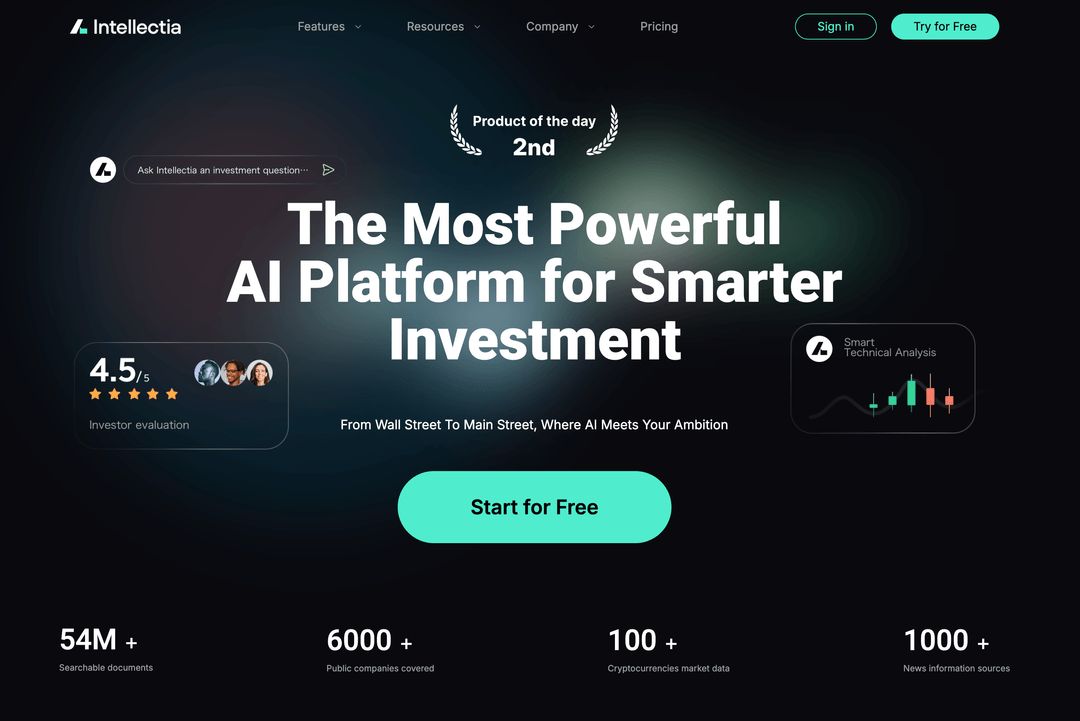 Intellectia
Features
Resources
Company
Pricing
Sign in
Try for Free
Product of the day
2nd
Ask Intellectia an investment question···
The Most Powerful
AI Platform for Smarter
Investment
4.5/5
Investor evaluation
Smart
Technical Analysis
From Wall Street To Main Street, Where AI Meets Your Ambition
Start for Free
54M +
Searchable documents
6000 +
Public companies covered
100 +
Cryptocurrencies market data
1000 +
News information sources